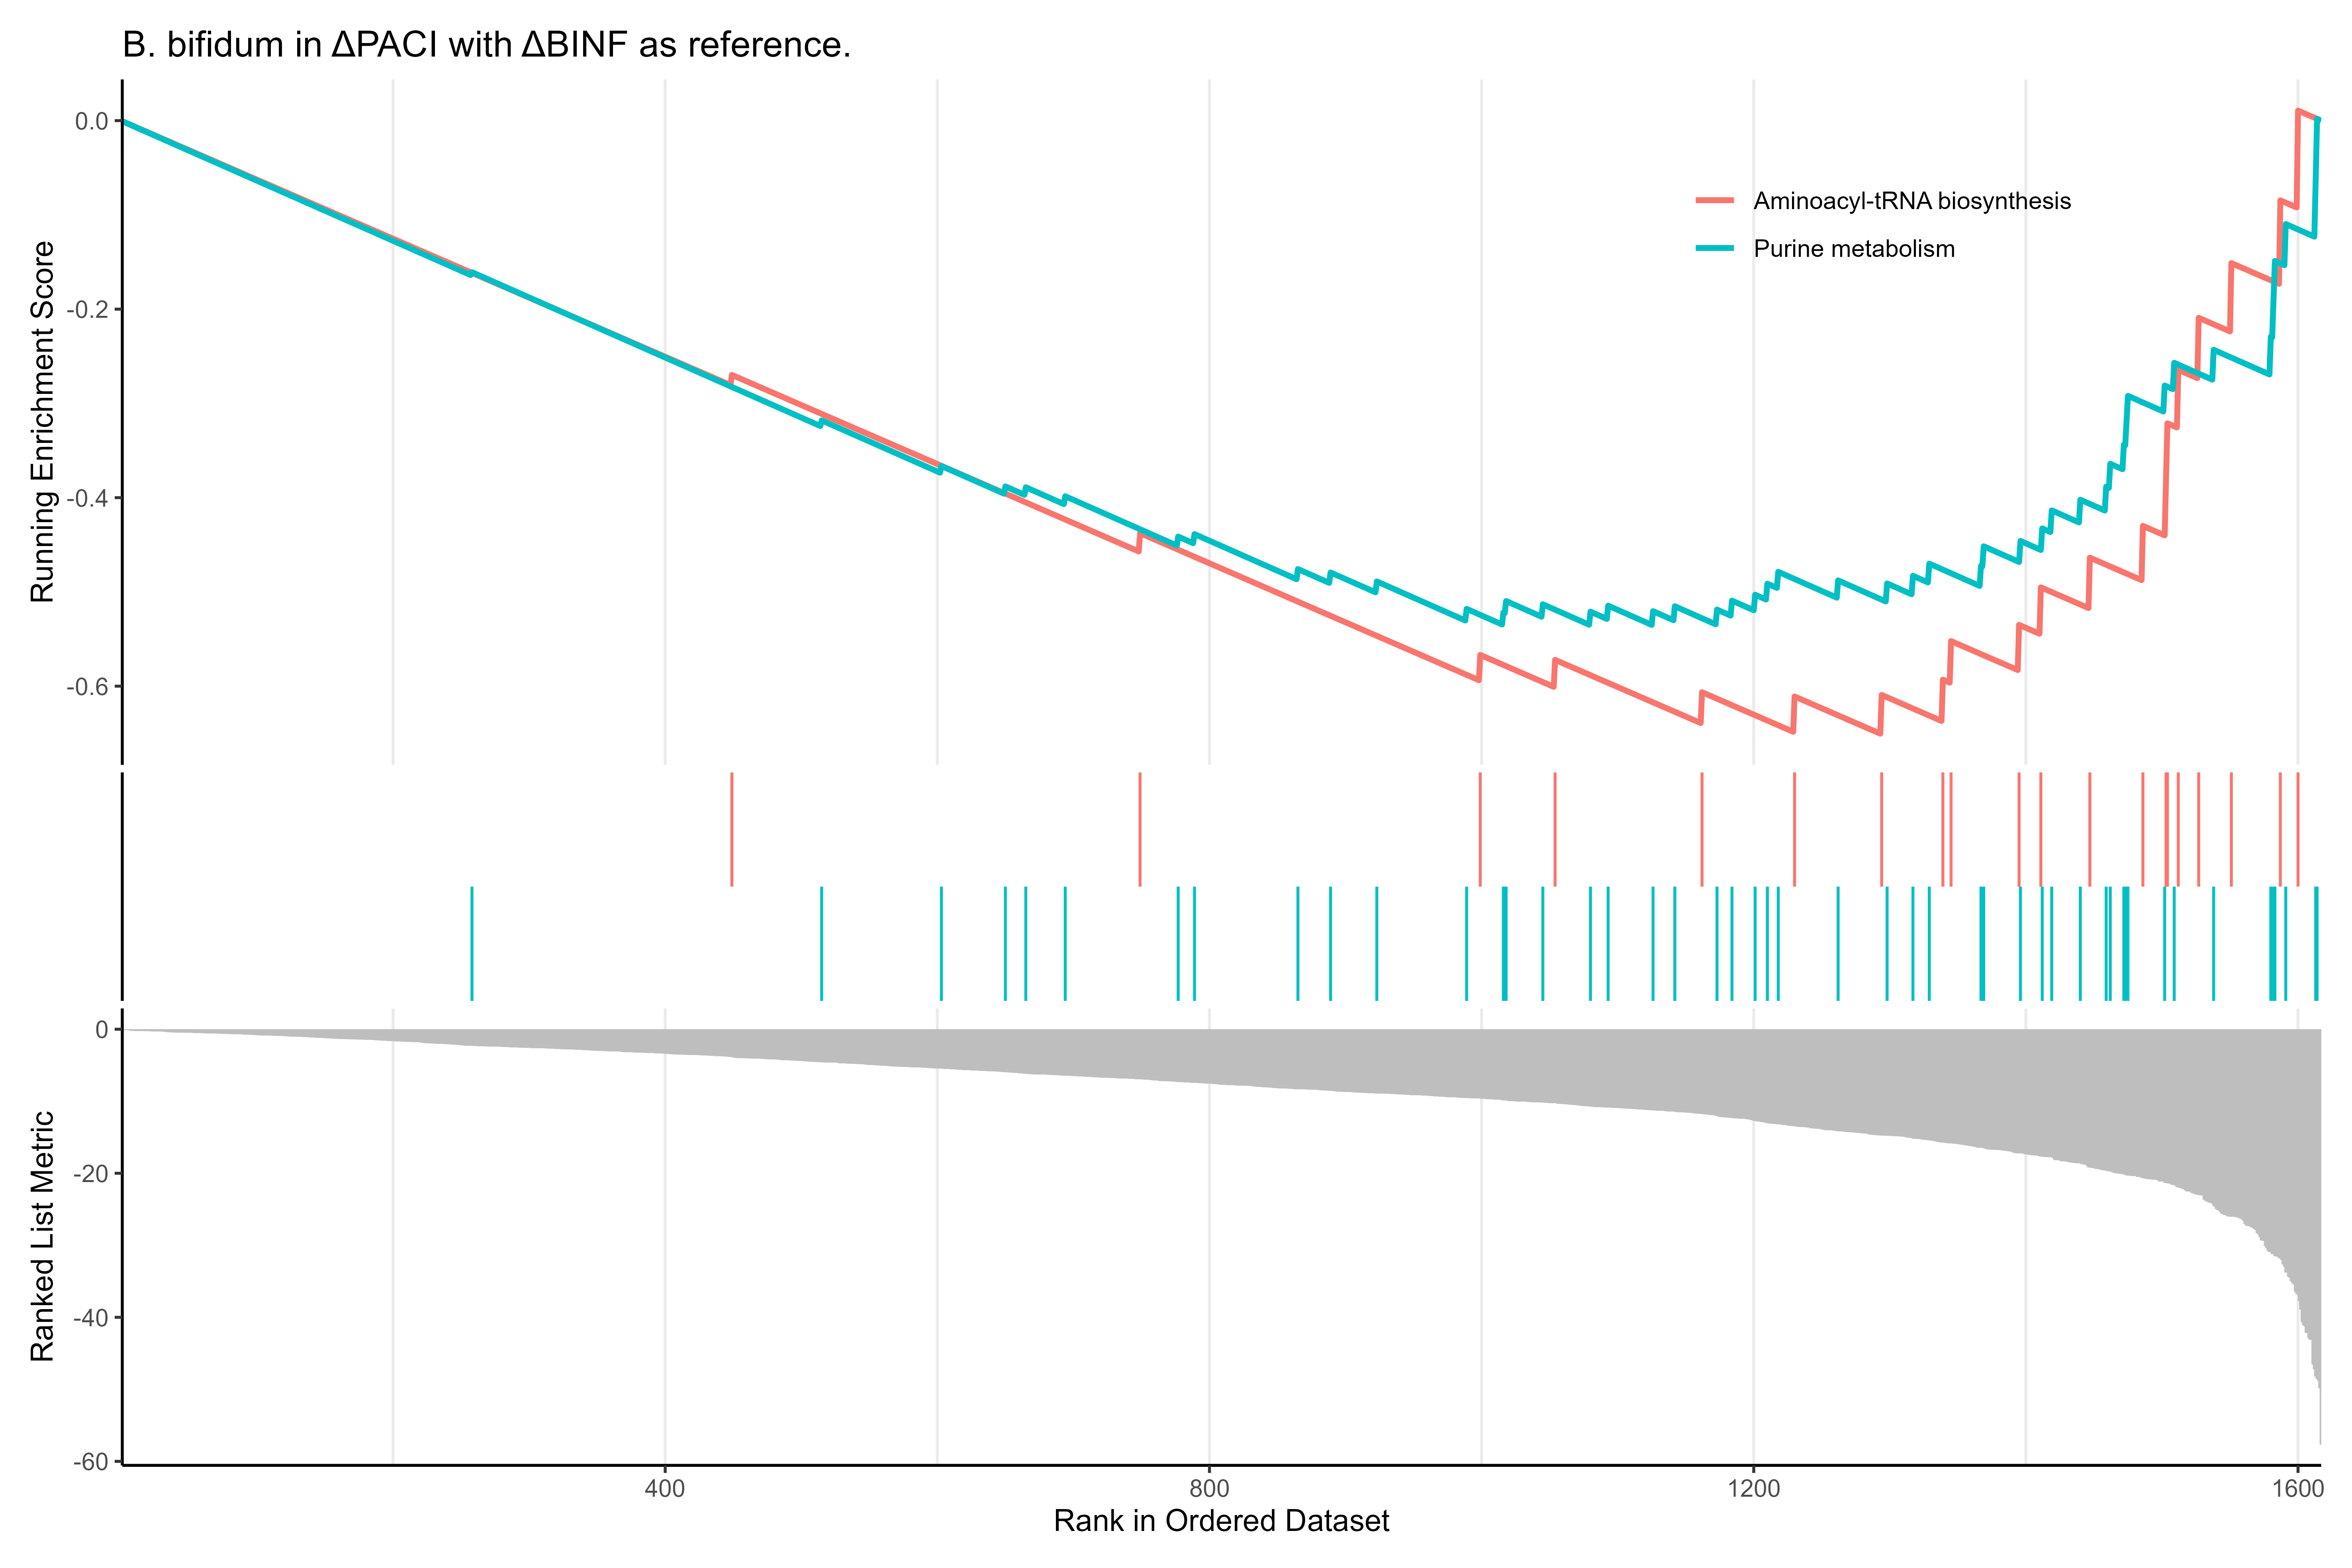 B. bifidum in ΔPACI with ΔBINF as reference.
Running Enrichment Score
0.0
-0.2
-0.4
-0.6
Aminoacyl-tRNA biosynthesis
Purine metabolism
Ranked List Metric
0
-20
-40
-60
400
800
1200
1600
Rank in Ordered Dataset